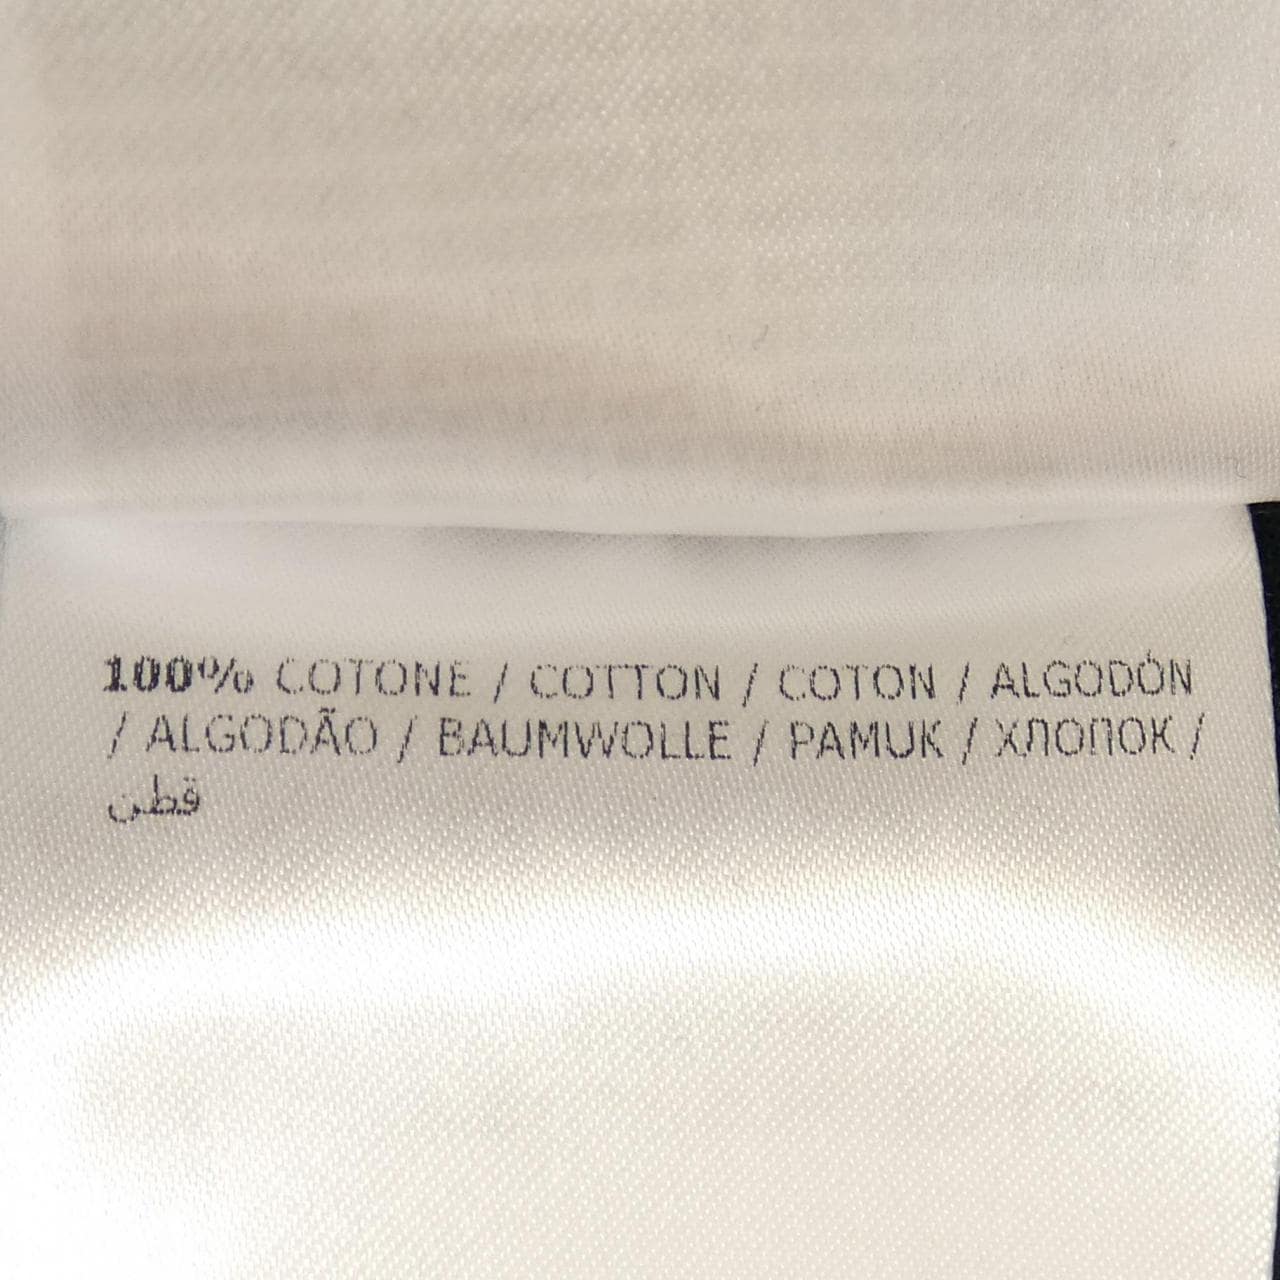 100% COTONE / COTTON / COTON / ALGODÓN
/ ALGODÃO / BAUMWOLLE / PAMUK / ХЛОПОК /
قطن